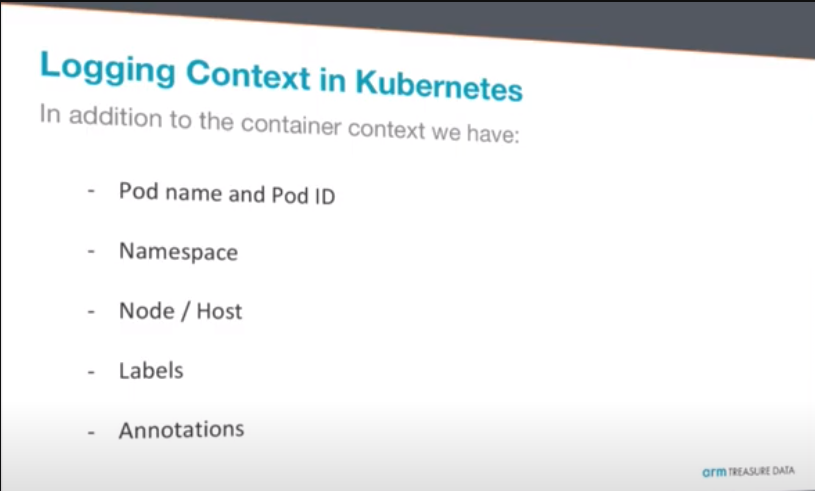 Logging Context in Kubernetes
In addition to the container context we have:
- Pod name and Pod ID
- Namespace
- Node / Host
- Labels
- Annotations
arm TREASURE DATA